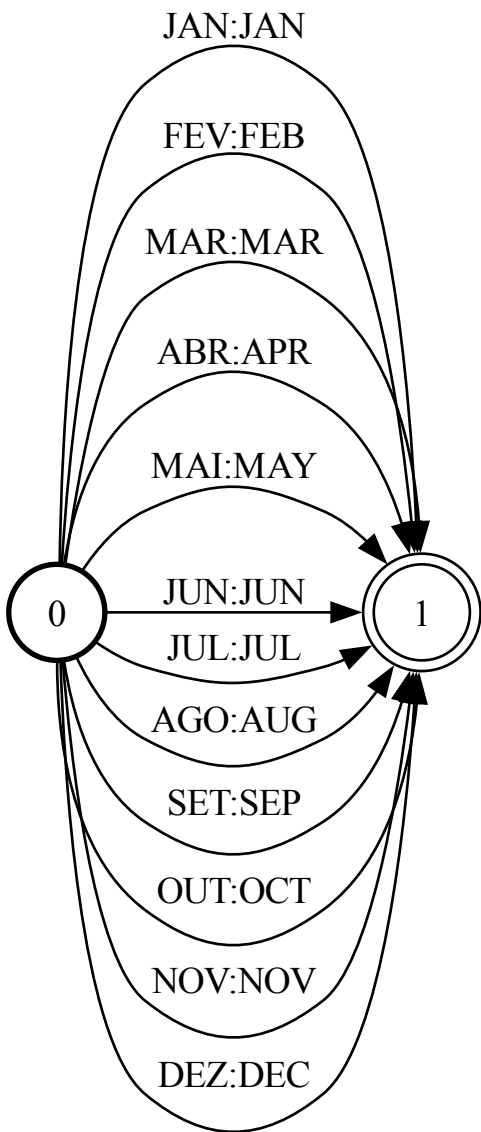 JAN:JAN
FEV:FEB
MAR:MAR
ABR:APR
MAI:MAY
JUN:JUN
0
1
JUL:JUL
AGO:AUG
SET:SEP
OUT:OCT
NOV:NOV
DEZ:DEC